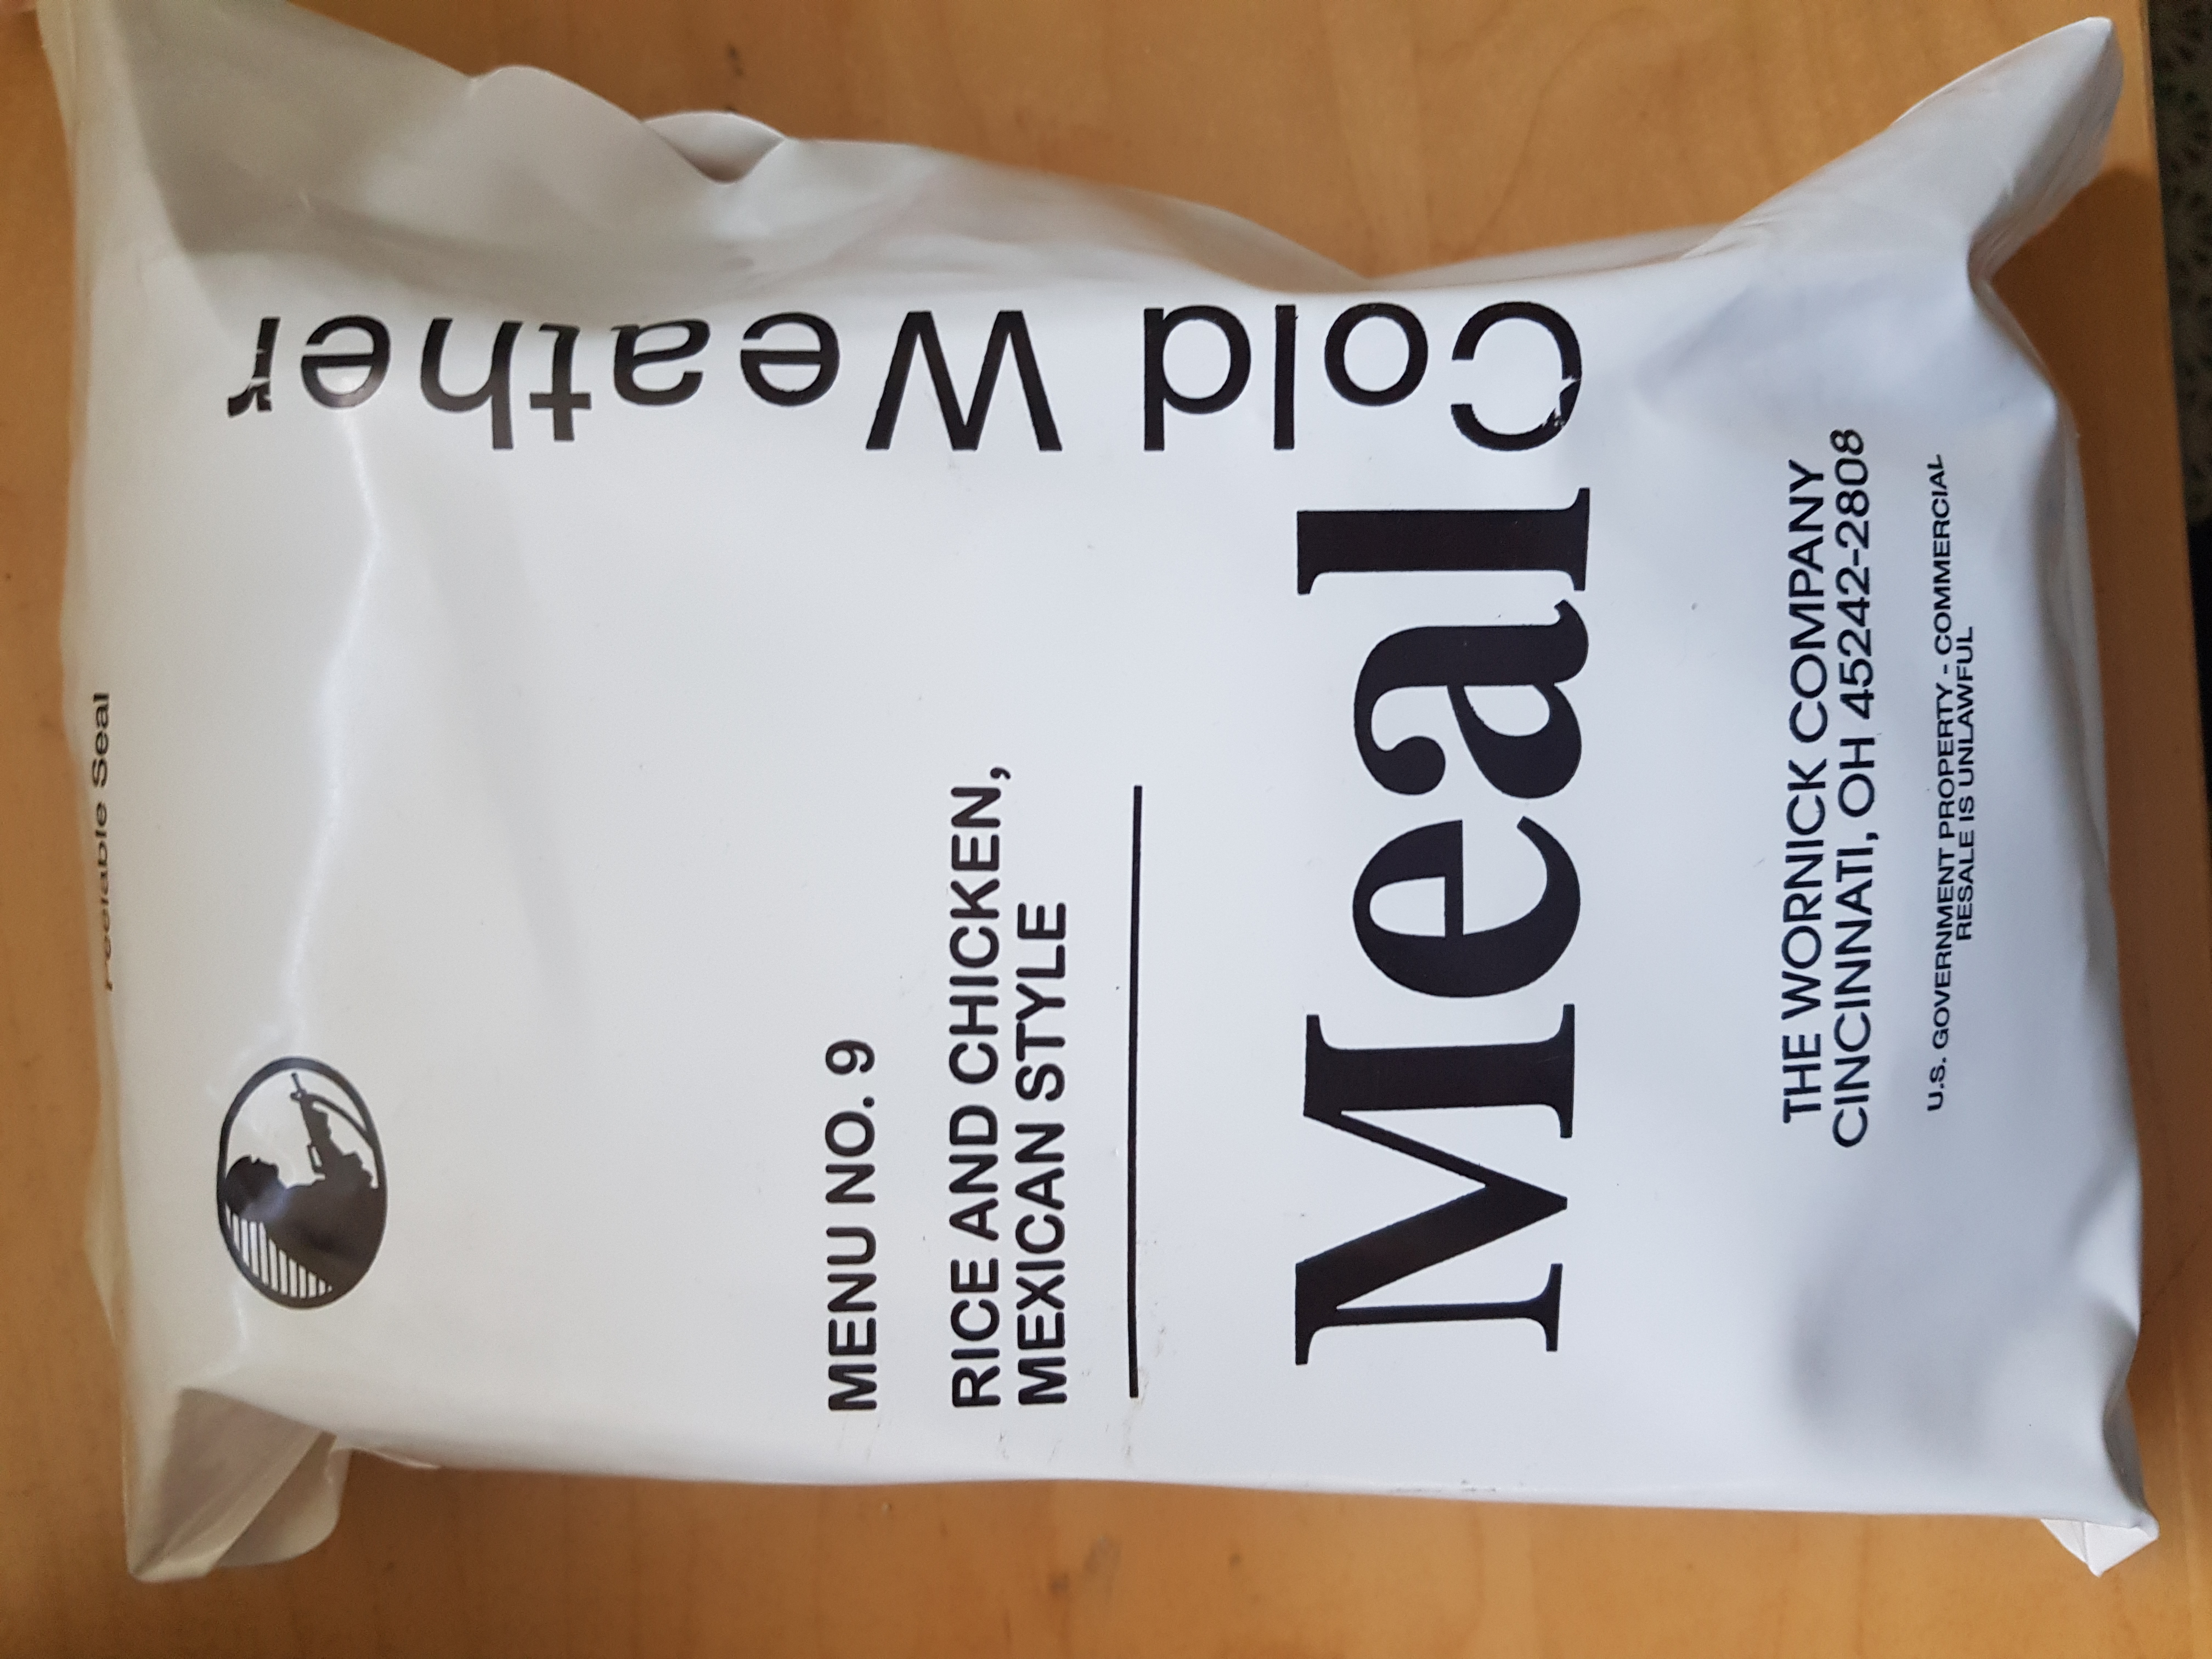 Peelable Seal
MENU NO. 9
RICE AND CHICKEN,
MEXICAN STYLE
Meal
Cold Weather
THE WORNICK COMPANY
CINCINNATI, OH 45242-2808
U.S. GOVERNMENT PROPERTY - COMMERCIAL
RESALE IS UNLAWFUL